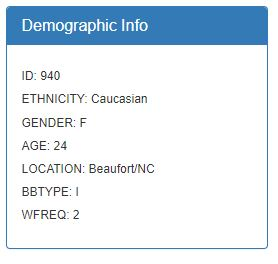 Demographic Info
ID: 940
ETHNICITY: Caucasian
GENDER: F
AGE: 24
LOCATION: Beaufort/NC
BBTYPE: I
WFREQ: 2